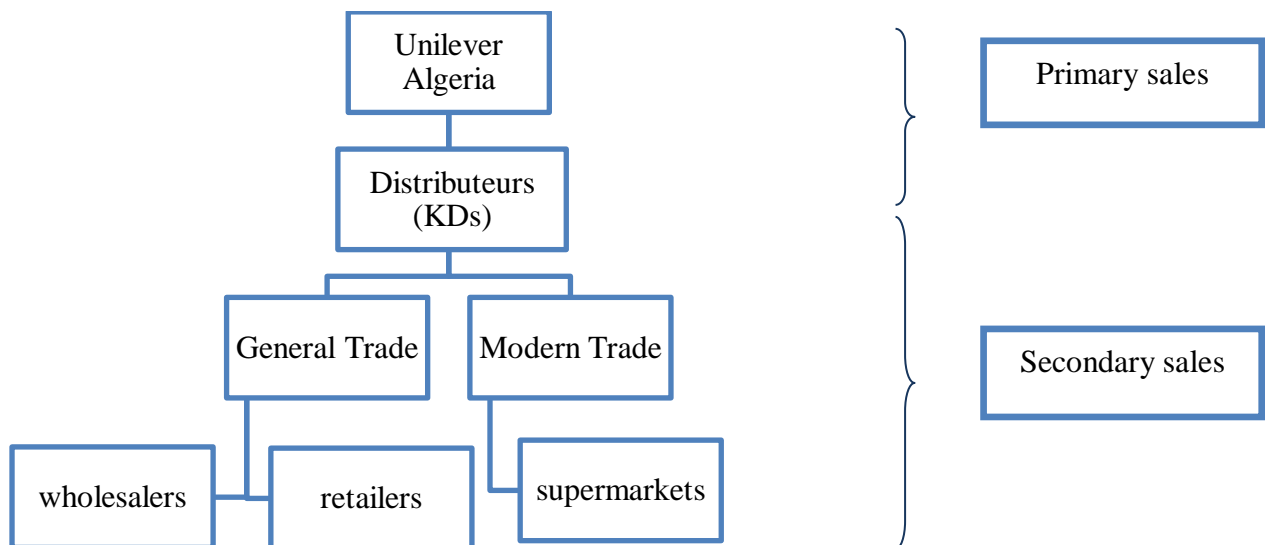 Unilever
Algeria
Primary sales
Distributeurs
(KDs)
General Trade
Modern Trade
Secondary sales
wholesalers
retailers
supermarkets